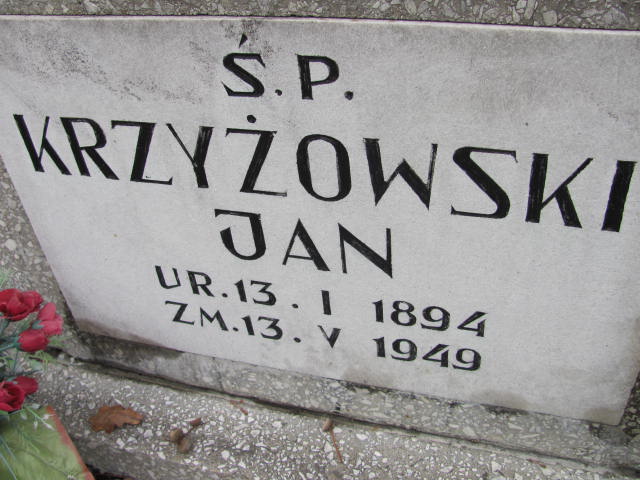 Ś.P.
KRZYŻOWSKI
JAN
UR.13.I 1894
ZM.13.V 1949